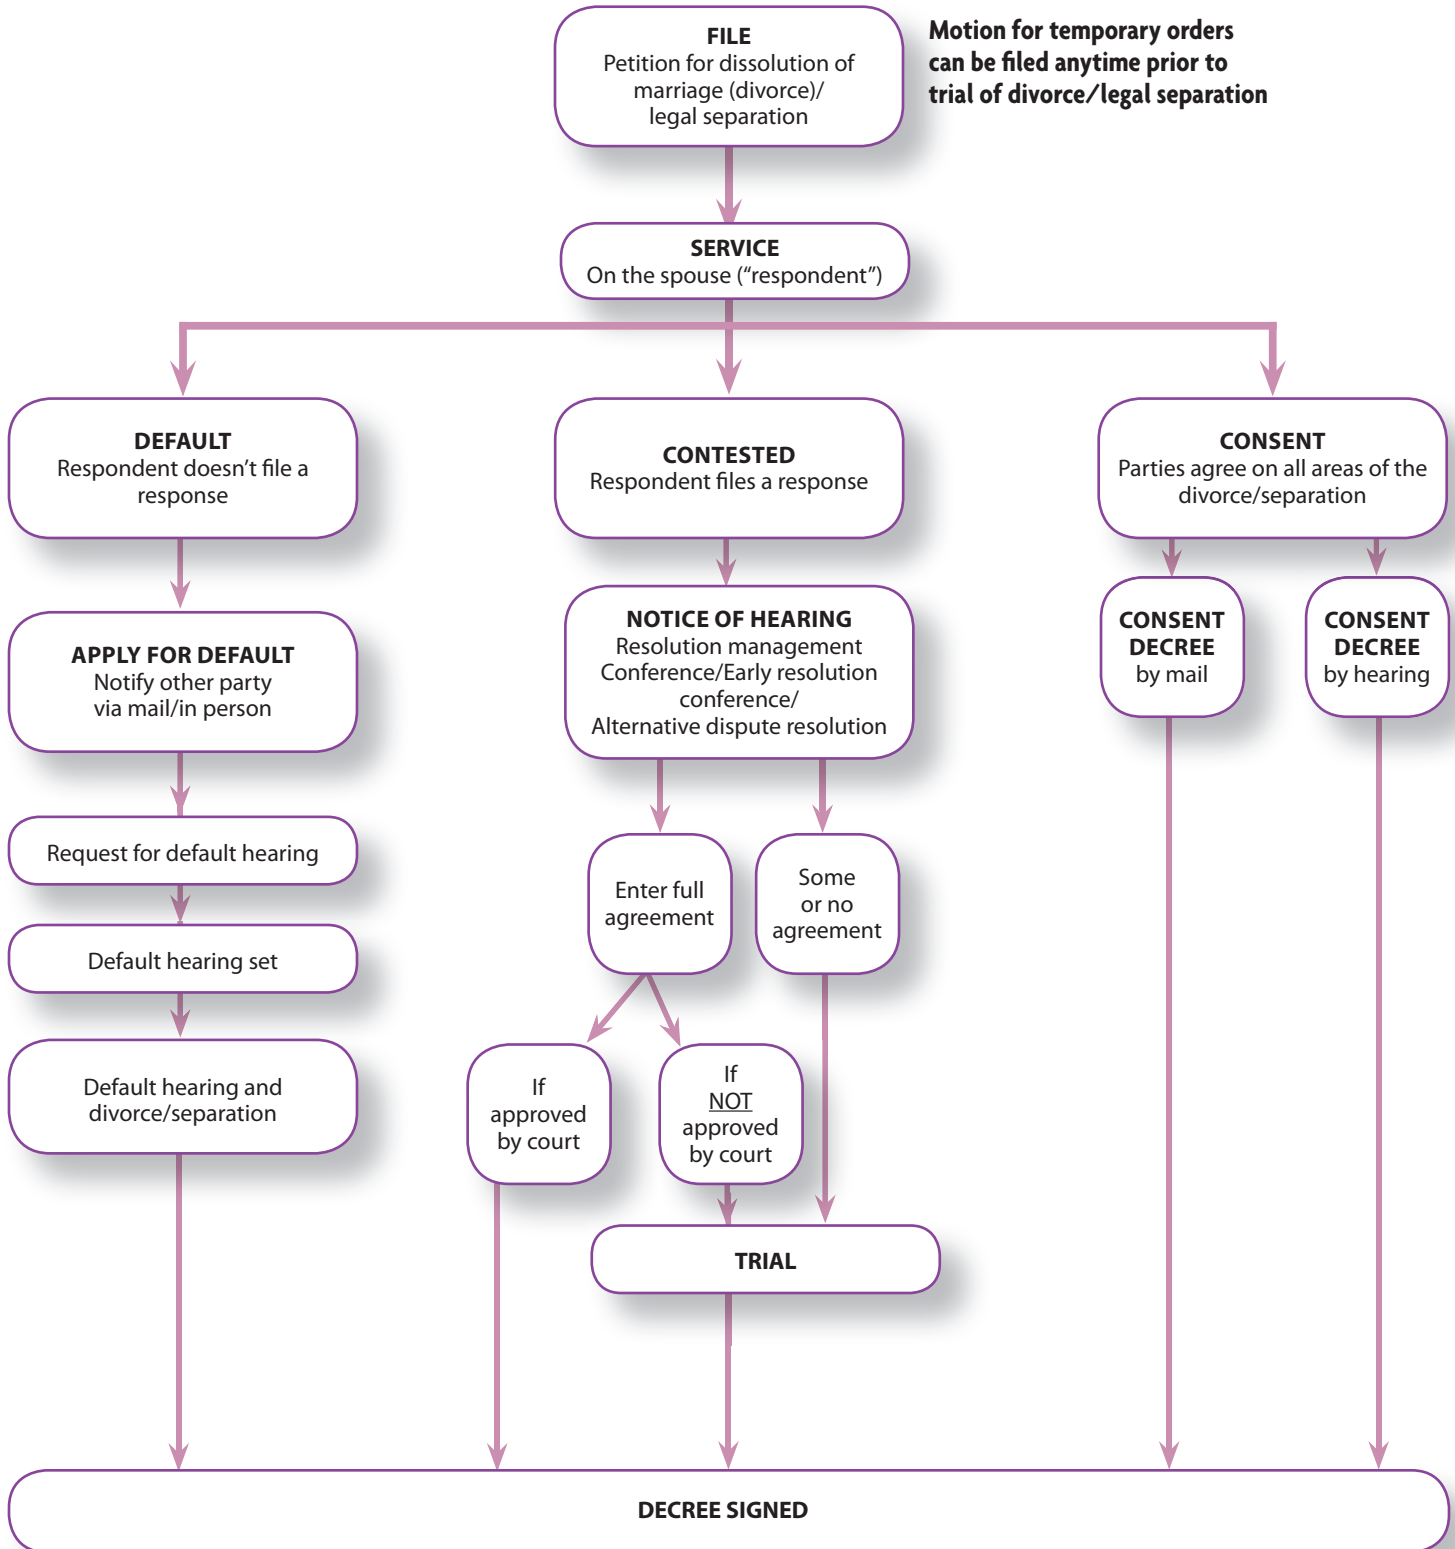 FILE
Petition for dissolution of
marriage (divorce)/
legal separation
Motion for temporary orders
can be filed anytime prior to
trial of divorce/legal separation
SERVICE
On the spouse (“respondent”)
DEFAULT
Respondent doesn’t file a
response
CONTESTED
Respondent files a response
CONSENT
Parties agree on all areas of the
divorce/separation
APPLY FOR DEFAULT
Notify other party
via mail/in person
NOTICE OF HEARING
Resolution management
Conference/Early resolution
conference/
Alternative dispute resolution
CONSENT
DECREE
by mail
CONSENT
DECREE
by hearing
Request for default hearing
Enter full
agreement
Some
or no
agreement
Default hearing set
Default hearing and
divorce/separation
If
approved
by court
If
NOT
approved
by court
TRIAL
DECREE SIGNED